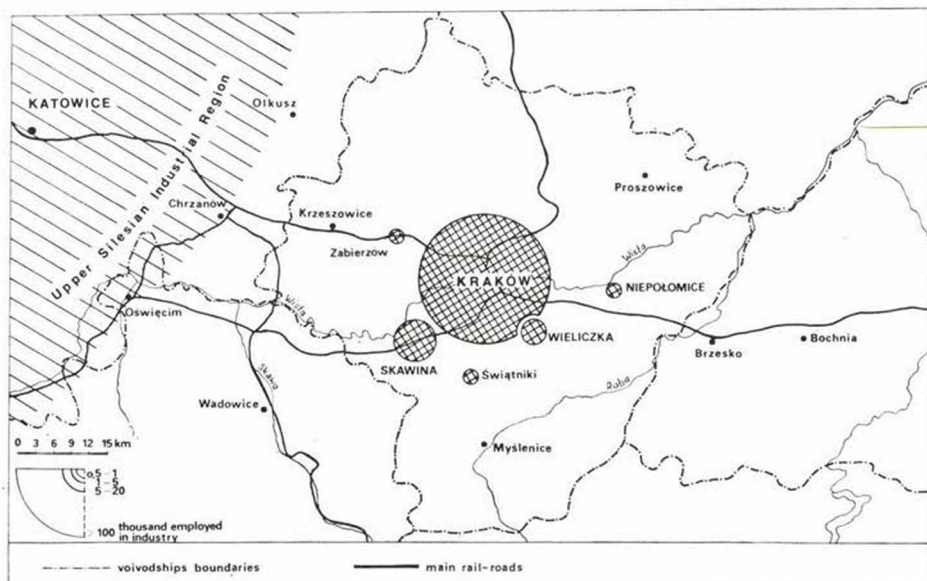 KATOWICE
Olkusz
Upper Silesian Industrial Region
Chrzanów
Krzeszowice
Zabierzów
Proszowice
KRAKÓW
Wisła
NIEPOŁOMICE
Oświęcim
Wisła
SKAWINA
WIELICZKA
Brzesko
Bochnia
Świątniki
Skawa
Raba
Wadowice
Myślenice
0 3 6 9 12 15 km
0,5 – 1
1 – 5
5 – 20
100 thousand employed
in industry
voivodships boundaries
main rail-roads